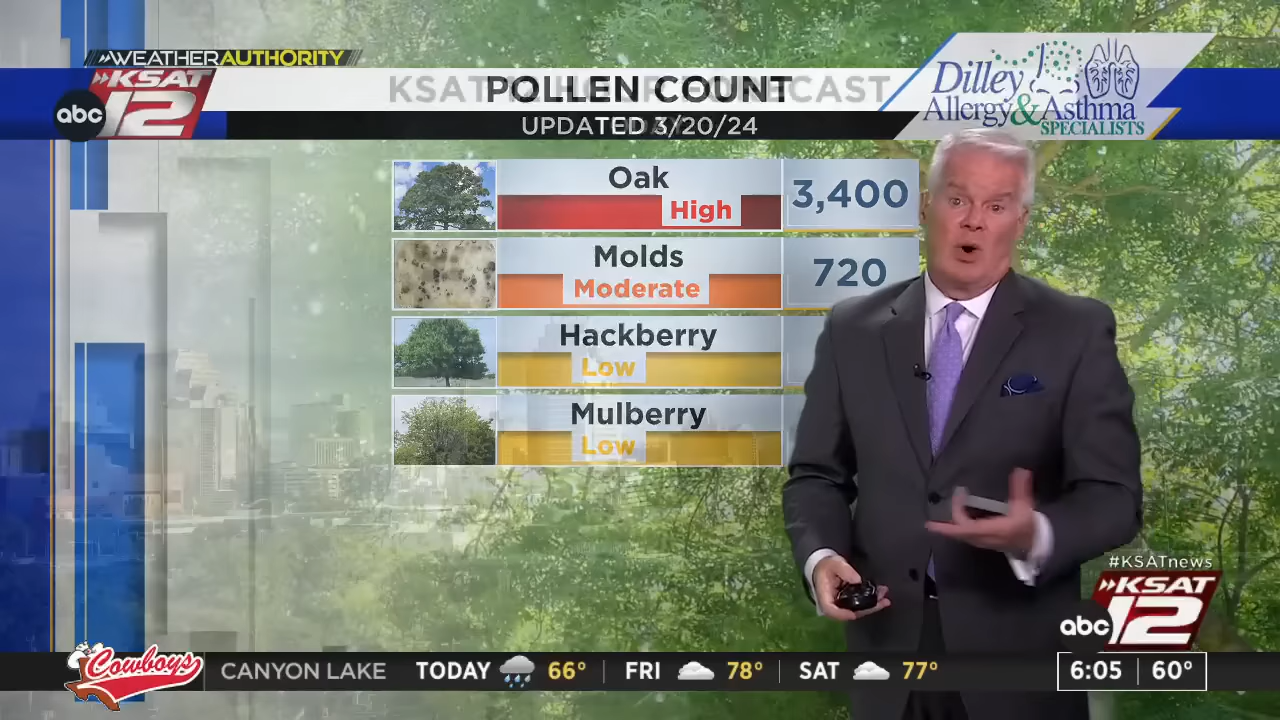 »WEATHERAUTHORITY
»KSAT
abc 12
POLLEN COUNT
UPDATED 3/20/24
Dilley
Allergy&Asthma
SPECIALISTS
Oak
High
3,400
Molds
Moderate
720
Hackberry
Low
Mulberry
Low
#KSATnews
»KSAT
abc 12
Cowboys
CANYON LAKE TODAY 66° FRI 78° SAT 77°
6:05 60°